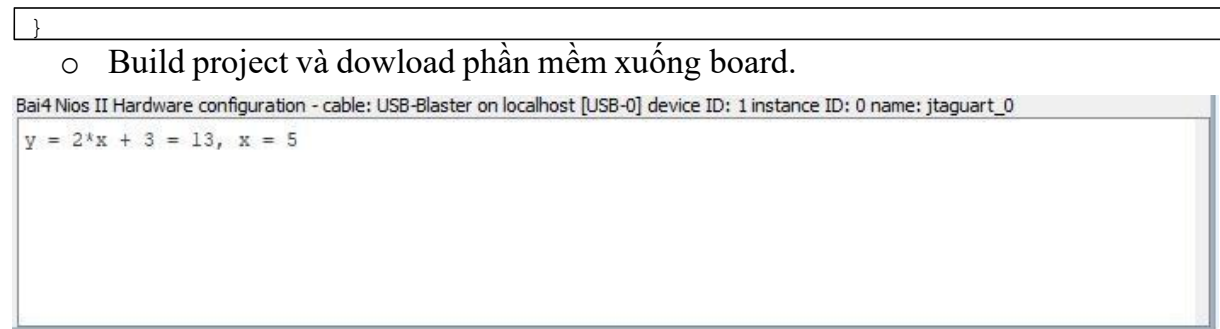 }
o Build project và dowload phần mềm xuống board.
Bai4 Nios II Hardware configuration - cable: USB-Blaster on localhost [USB-0] device ID: 1 instance ID: 0 name: jtaguart_0
y = 2*x + 3 = 13, x = 5